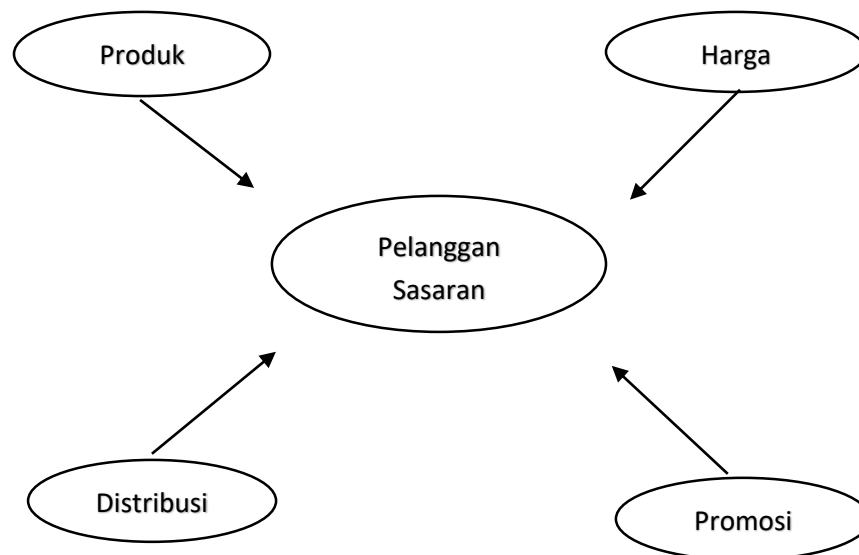 Produk
Harga
Pelanggan
Sasaran
Distribusi
Promosi